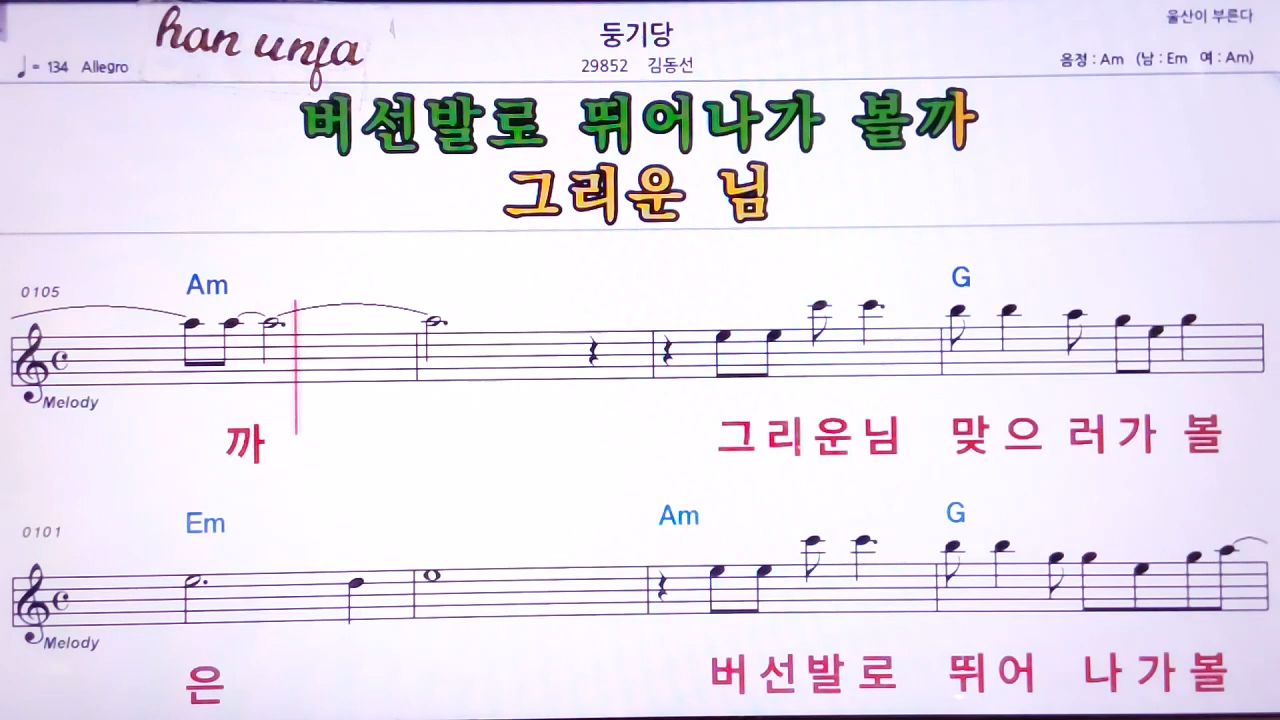 han unfa
둥기당
울산이 부른다
♩= 134 Allegro
29852 김동선
음정 : Am (남 : Em 여 : Am)
버선발로 뛰어나가 볼까
그리운 님
0105 Am G
Melody
까 그리운님 맞으 러가 볼
0101 Em Am G
Melody
은 버선발로 뛰어 나가볼